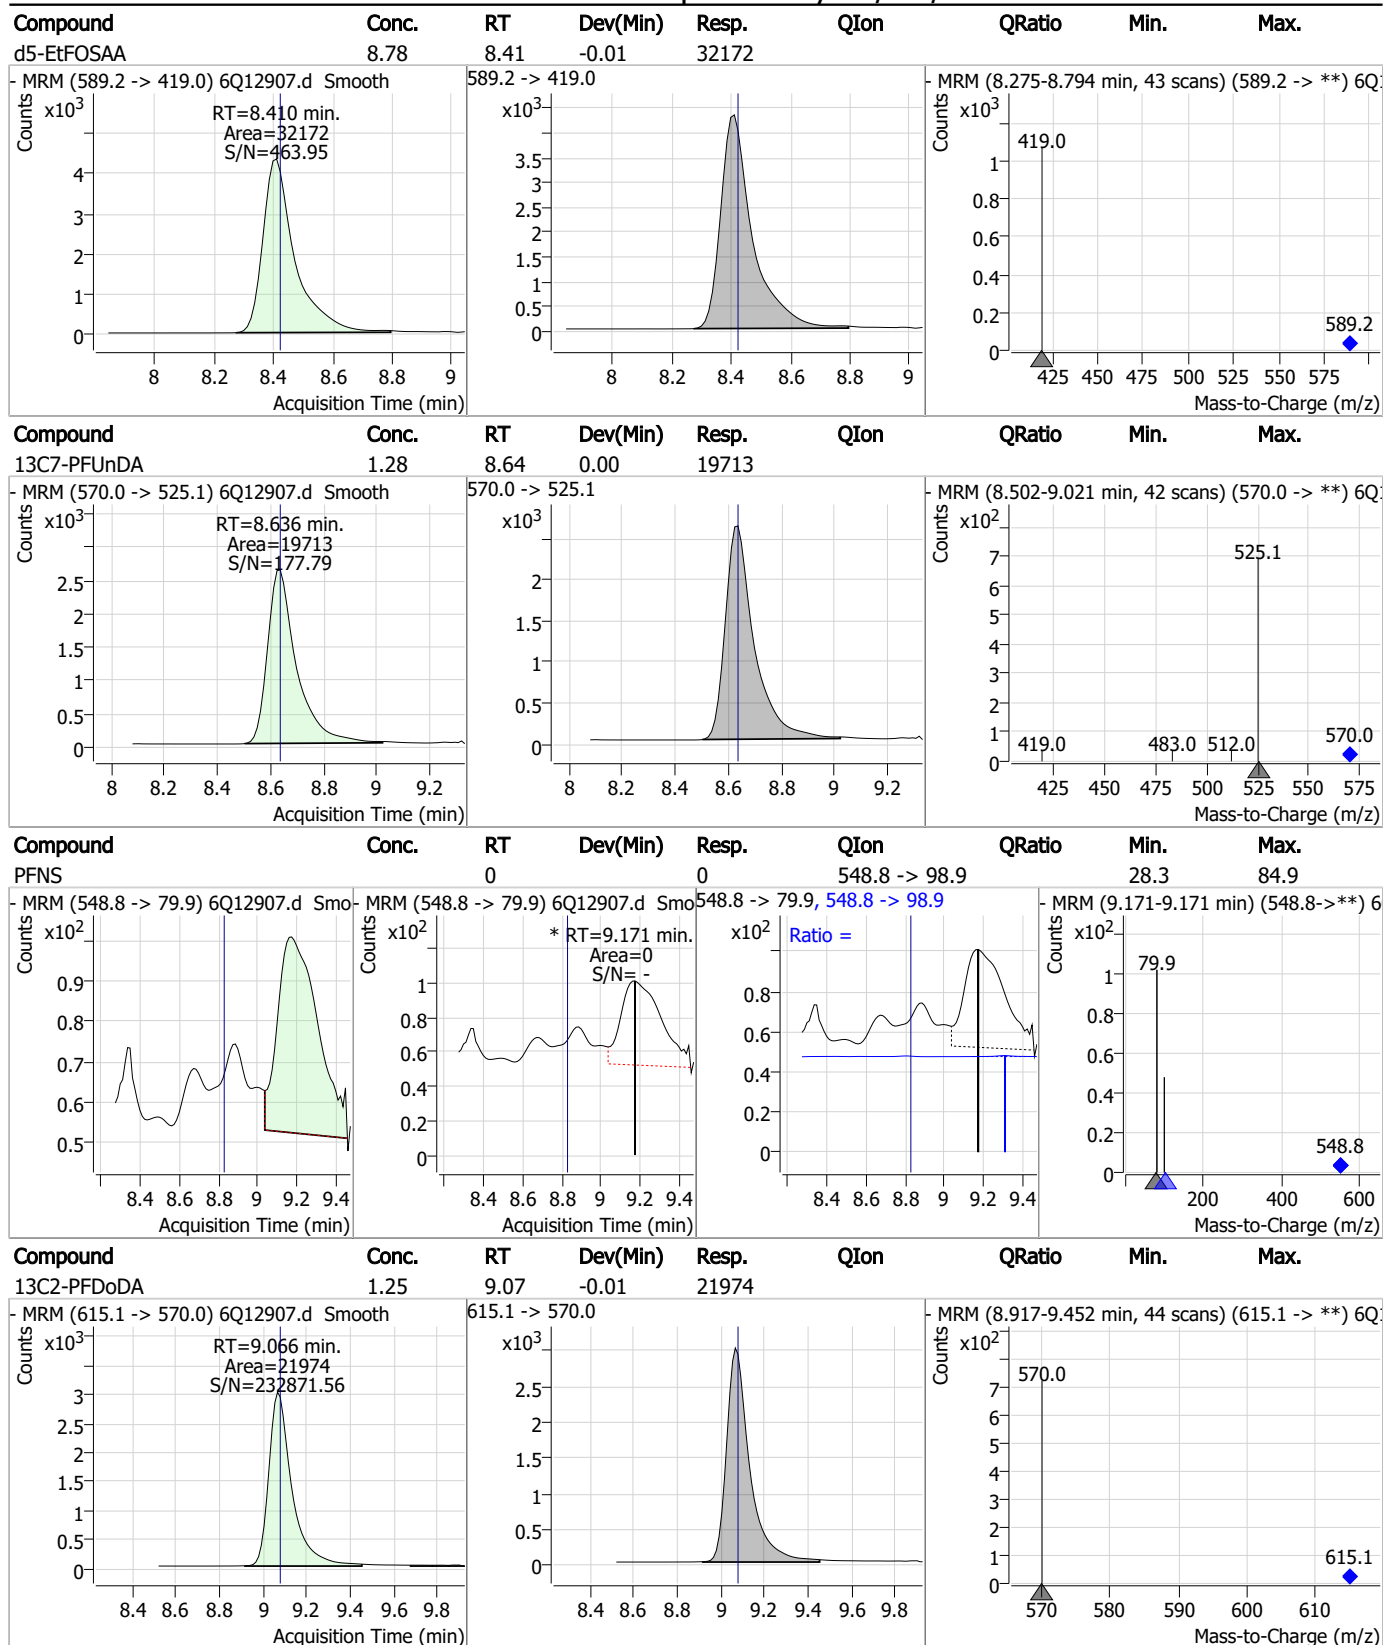 Compound Conc. RT Dev(Min) Resp. QIon QRatio Min. Max.
d5-EtFOSAA 8.78 8.41 -0.01 32172
- MRM (589.2 -> 419.0) 6Q12907.d Smooth
Counts
x10³
RT=8.410 min.
Area=32172
S/N=463.95
4
3
2
1
0
8 8.2 8.4 8.6 8.8 9
Acquisition Time (min)
589.2 -> 419.0
x10³
3.5
3
2.5
2
1.5
1
0.5
0
8 8.2 8.4 8.6 8.8 9
- MRM (8.275-8.794 min, 43 scans) (589.2 -> **) 6Q
Counts
x10³
419.0
1
0.8
0.6
0.4
0.2
0
589.2
425 450 475 500 525 550 575
Mass-to-Charge (m/z)
Compound Conc. RT Dev(Min) Resp. QIon QRatio Min. Max.
13C7-PFUnDA 1.28 8.64 0.00 19713
- MRM (570.0 -> 525.1) 6Q12907.d Smooth
Counts
x10³
RT=8.636 min.
Area=19713
S/N=177.79
2.5
2
1.5
1
0.5
0
8 8.2 8.4 8.6 8.8 9 9.2
Acquisition Time (min)
570.0 -> 525.1
x10³
2
1.5
1
0.5
0
8 8.2 8.4 8.6 8.8 9 9.2
- MRM (8.502-9.021 min, 42 scans) (570.0 -> **) 6Q
Counts
x10²
525.1
7
6
5
4
3
2
1
0
419.0 483.0 512.0 570.0
425 450 475 500 525 550 575
Mass-to-Charge (m/z)
Compound Conc. RT Dev(Min) Resp. QIon QRatio Min. Max.
PFNS 0 0 548.8 -> 98.9 28.3 84.9
- MRM (548.8 -> 79.9) 6Q12907.d Smo
Counts
x10²
0.9
0.8
0.7
0.6
0.5
8.4 8.6 8.8 9 9.2 9.4
Acquisition Time (min)
- MRM (548.8 -> 79.9) 6Q12907.d Smo
Counts
x10²
* RT=9.171 min.
Area=0
S/N= -
1
0.8
0.6
0.4
0.2
0
8.4 8.6 8.8 9 9.2 9.4
Acquisition Time (min)
548.8 -> 79.9, 548.8 -> 98.9
x10²
Ratio =
0.8
0.6
0.4
0.2
0
8.4 8.6 8.8 9 9.2 9.4
- MRM (9.171-9.171 min) (548.8->**) 6
Counts
x10²
79.9
1
0.8
0.6
0.4
0.2
0
548.8
200 400 600
Mass-to-Charge (m/z)
Compound Conc. RT Dev(Min) Resp. QIon QRatio Min. Max.
13C2-PFDoDA 1.25 9.07 -0.01 21974
- MRM (615.1 -> 570.0) 6Q12907.d Smooth
Counts
x10³
RT=9.066 min.
Area=21974
S/N=232871.56
3
2.5
2
1.5
1
0.5
0
8.4 8.6 8.8 9 9.2 9.4 9.6 9.8
Acquisition Time (min)
615.1 -> 570.0
x10³
2.5
2
1.5
1
0.5
0
8.4 8.6 8.8 9 9.2 9.4 9.6 9.8
- MRM (8.917-9.452 min, 44 scans) (615.1 -> **) 6Q
Counts
x10²
570.0
7
6
5
4
3
2
1
0
615.1
570 580 590 600 610
Mass-to-Charge (m/z)